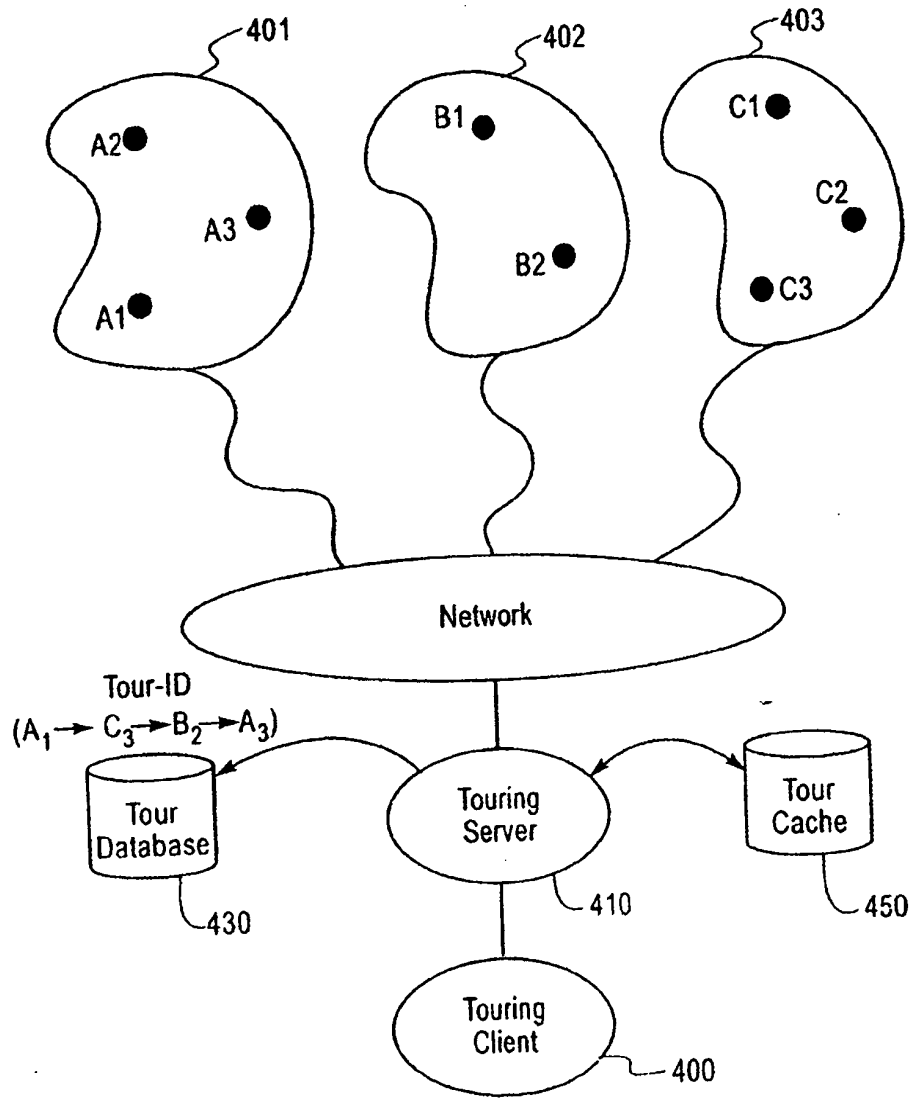 401
402
403
A2
A3
A1
B1
B2
C1
C2
C3
Network
Tour-ID
(A₁→C₃→B₂→A₃)
Tour
Database
430
Touring
Server
410
Tour
Cache
450
Touring
Client
400